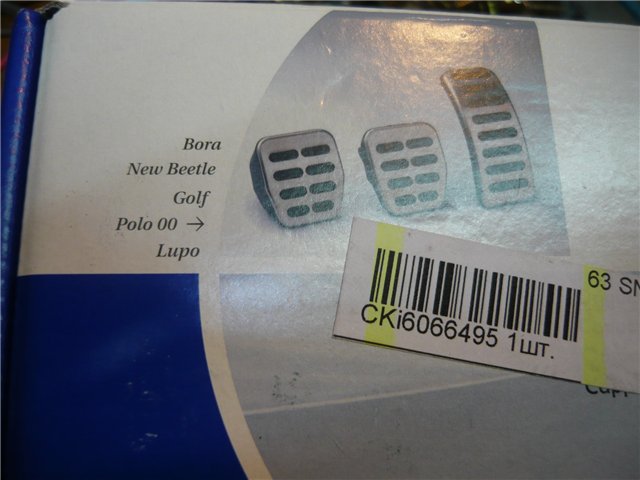 Bora
New Beetle
Golf
Polo 00 →
Lupo
63 SN
CKi6066495 1шт.